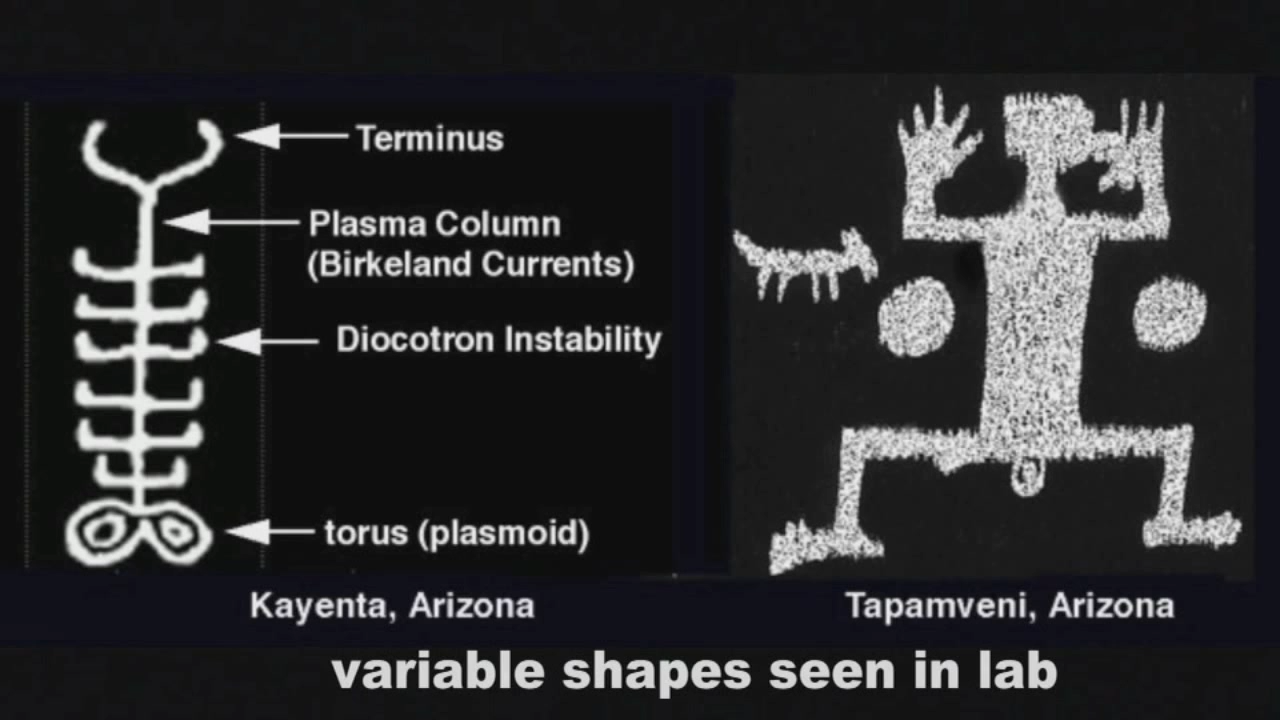 Terminus
Plasma Column
(Birkeland Currents)
Diocotron Instability
torus (plasmoid)
Kayenta, Arizona
Tapamveni, Arizona
variable shapes seen in lab